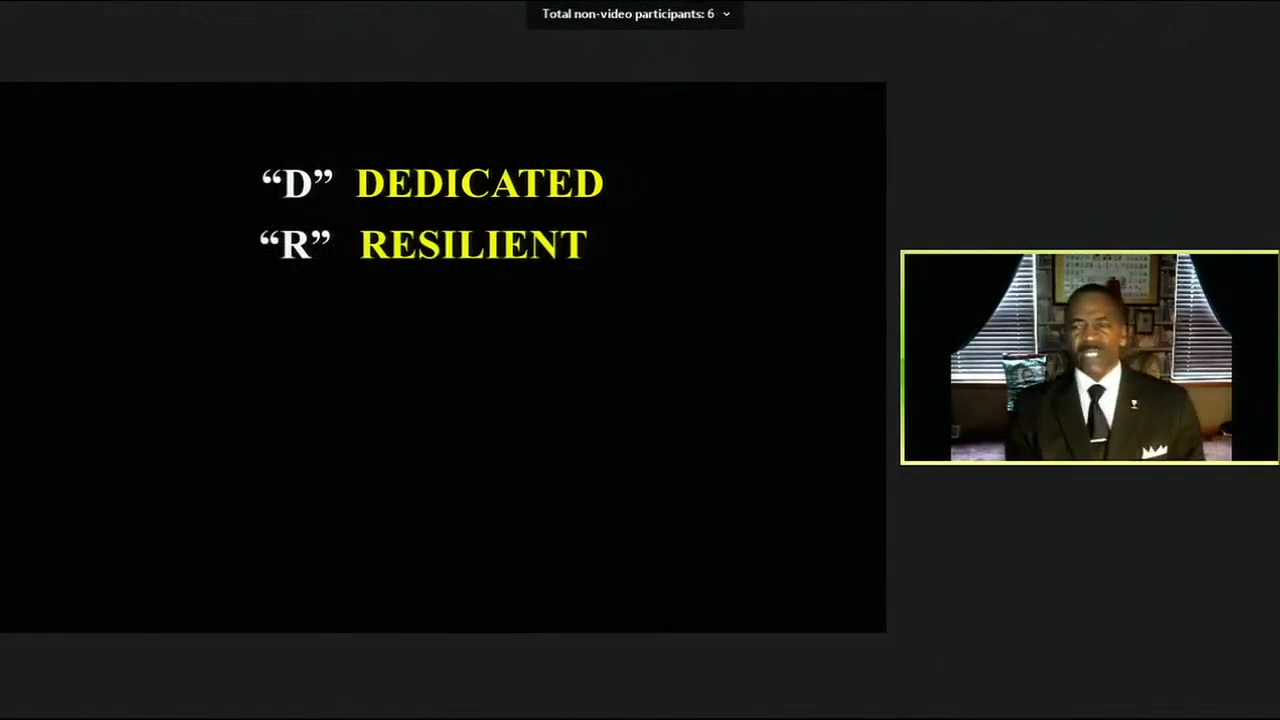 Total non-video participants: 6
“D” DEDICATED
“R” RESILIENT